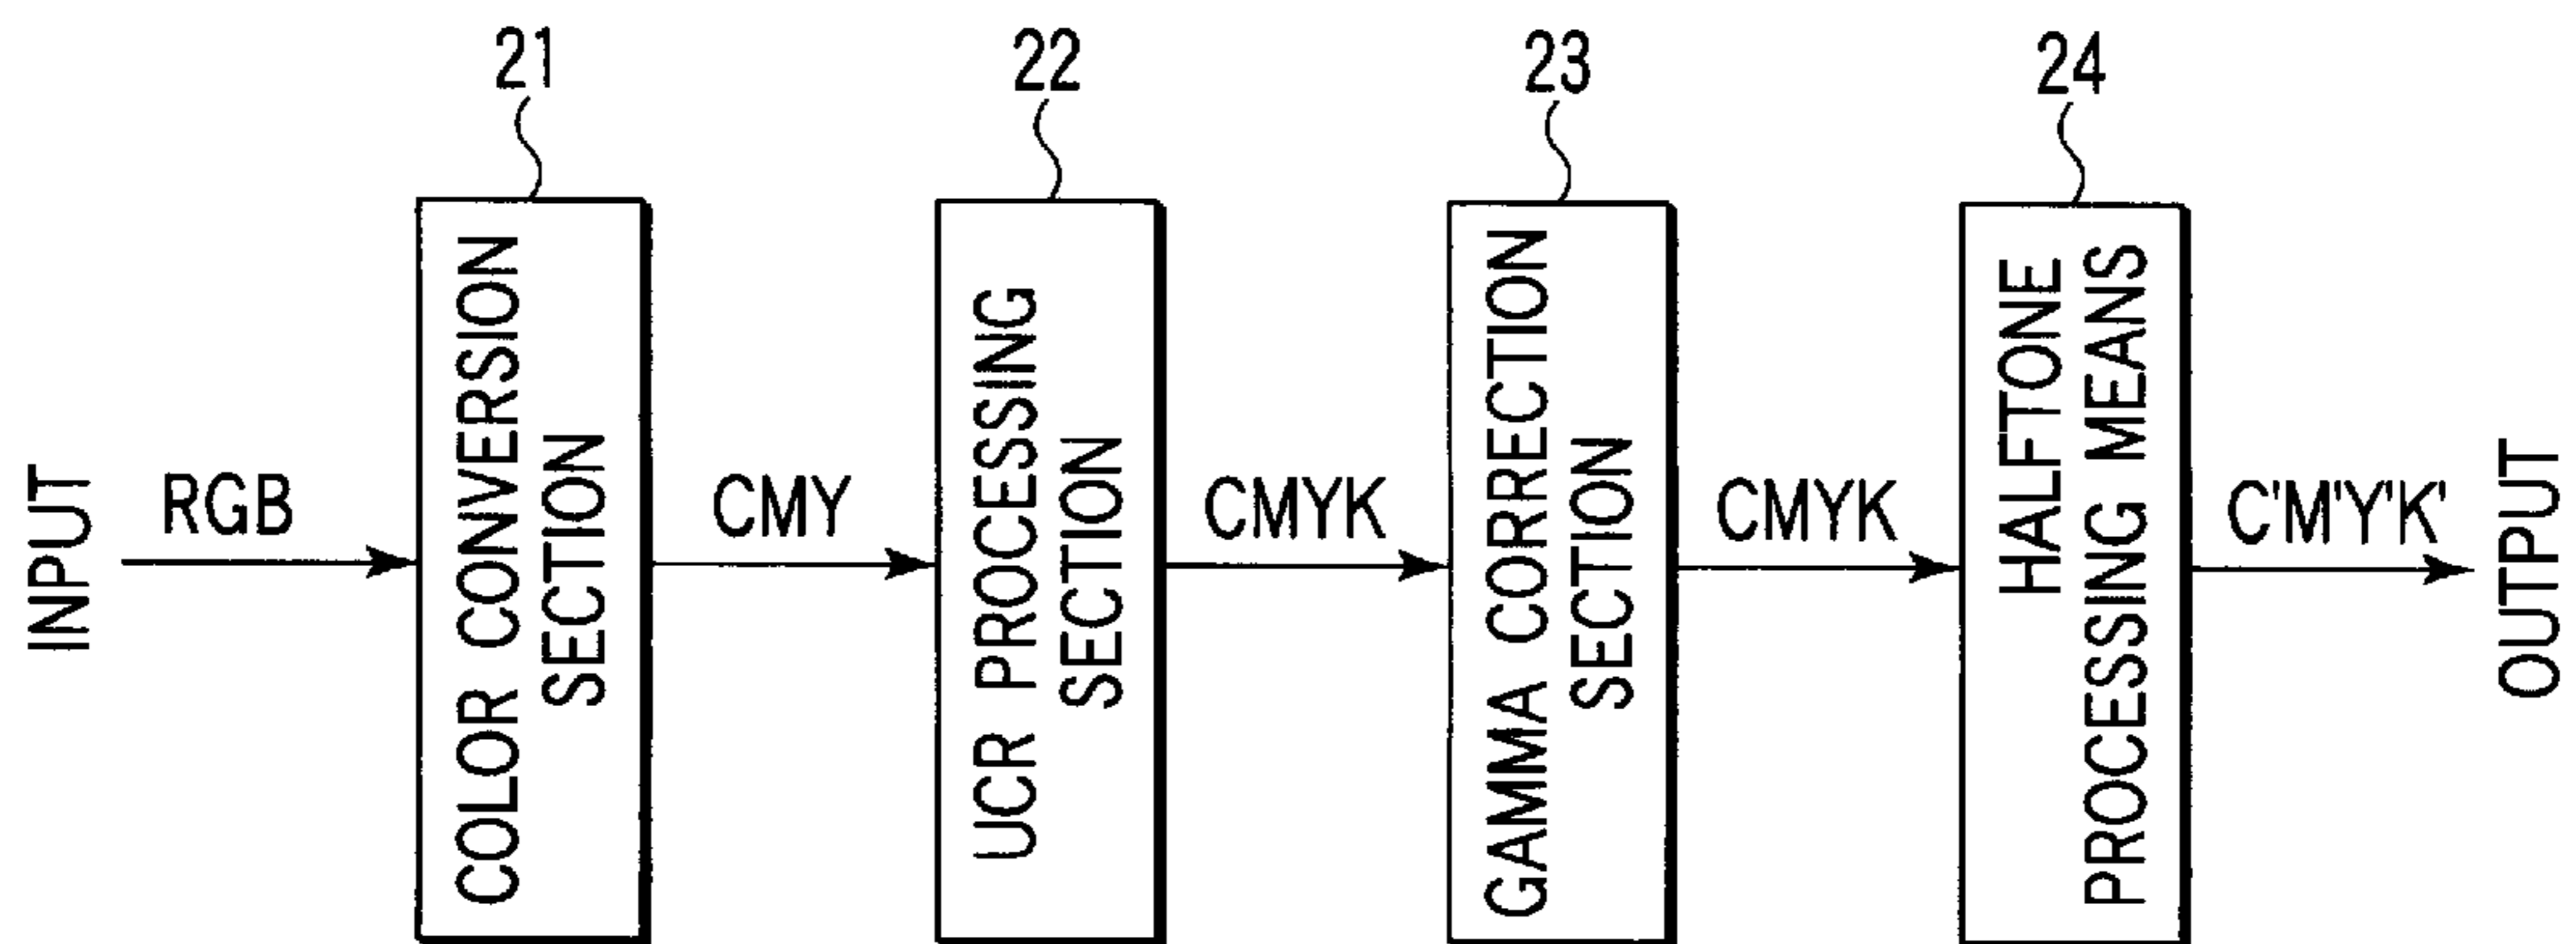 21
22
23
24
INPUT
RGB
COLOR CONVERSION
SECTION
CMY
UCR PROCESSING
SECTION
CMYK
GAMMA CORRECTION
SECTION
CMYK
HALFTONE
PROCESSING MEANS
C'M'Y'K'
OUTPUT